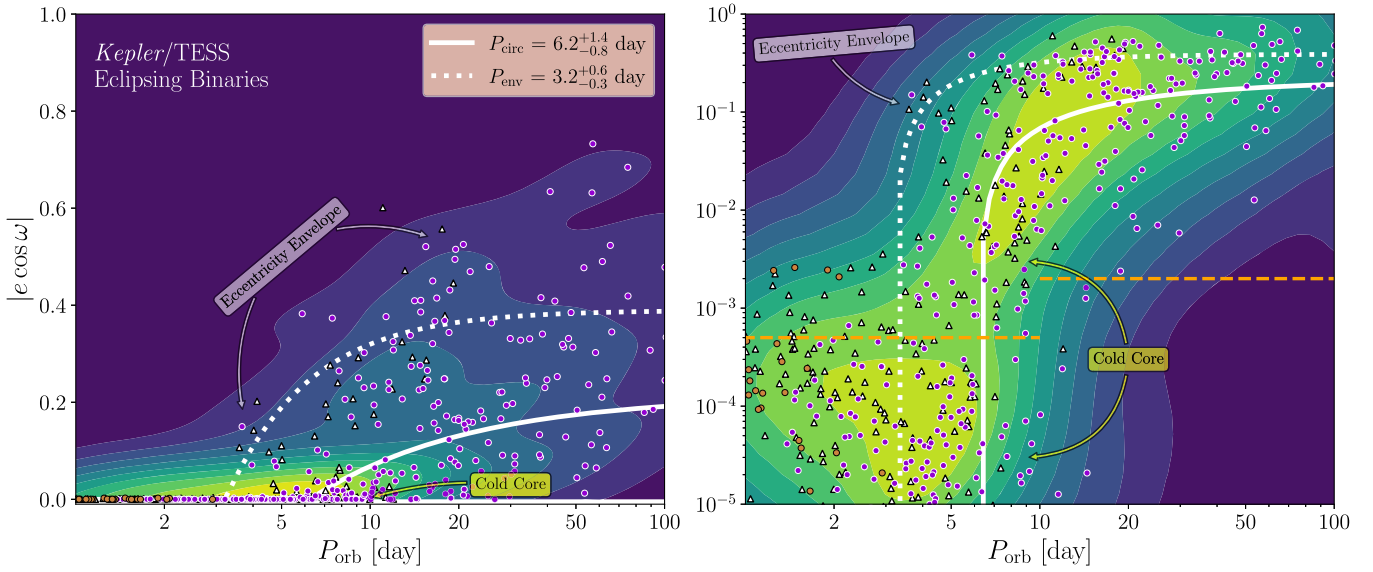 Kepler/TESS
Eclipsing Binaries
P_circ = 6.2^{+1.4}_{-0.8} day
P_env = 3.2^{+0.6}_{-0.3} day
Eccentricity Envelope
Cold Core
|e cos ω|
1.0
0.8
0.6
0.4
0.2
0.0
2 5 10 20 50 100
P_orb [day]
Eccentricity Envelope
Cold Core
10^0
10^{-1}
10^{-2}
10^{-3}
10^{-4}
10^{-5}
2 5 10 20 50 100
P_orb [day]